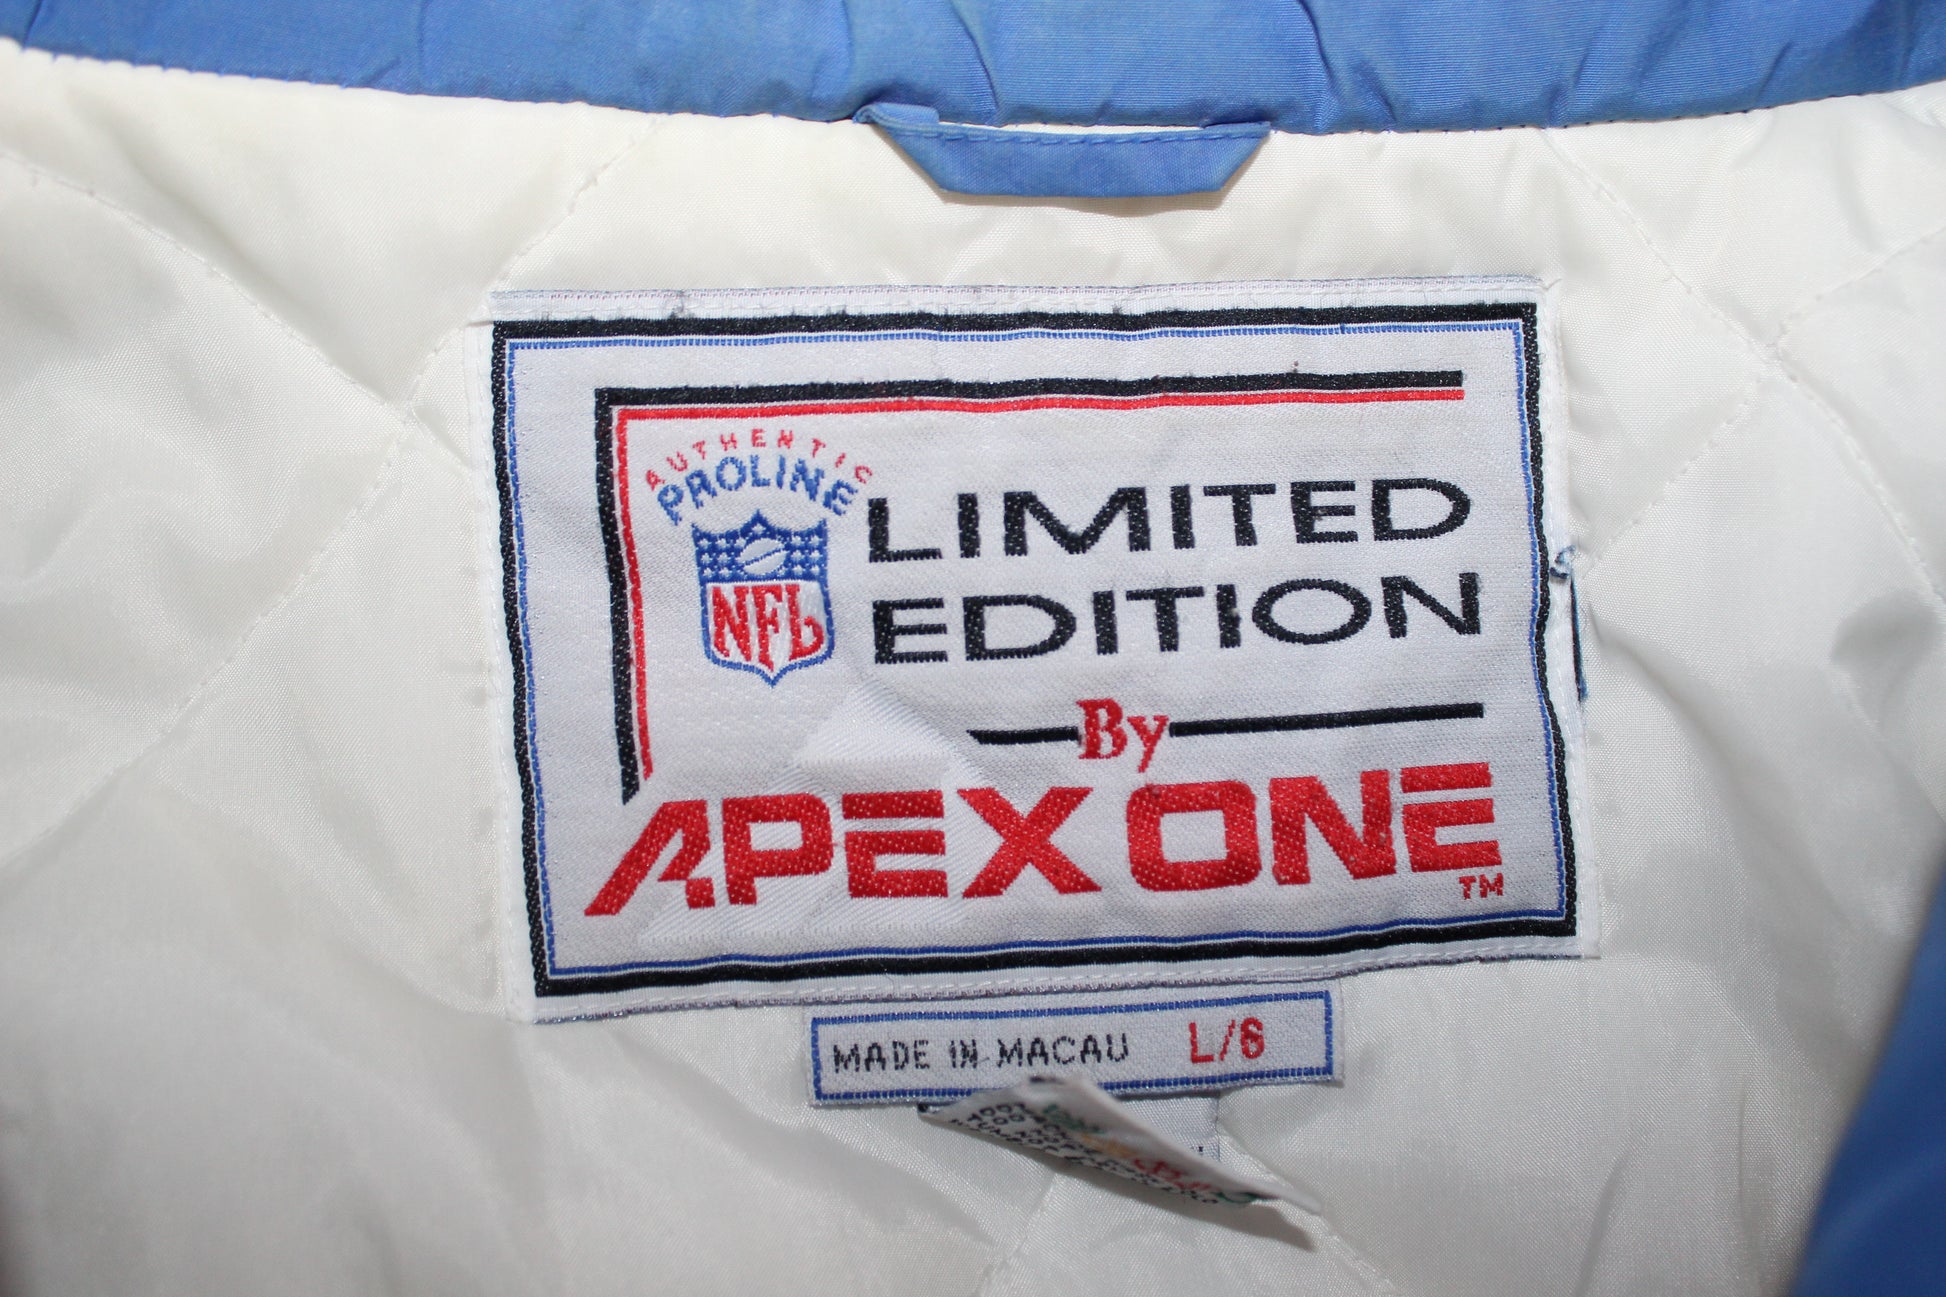 AUTHENTIC
PROLINE
NFL
LIMITED
EDITION
By
APEX ONE
TM
MADE IN MACAU L/G